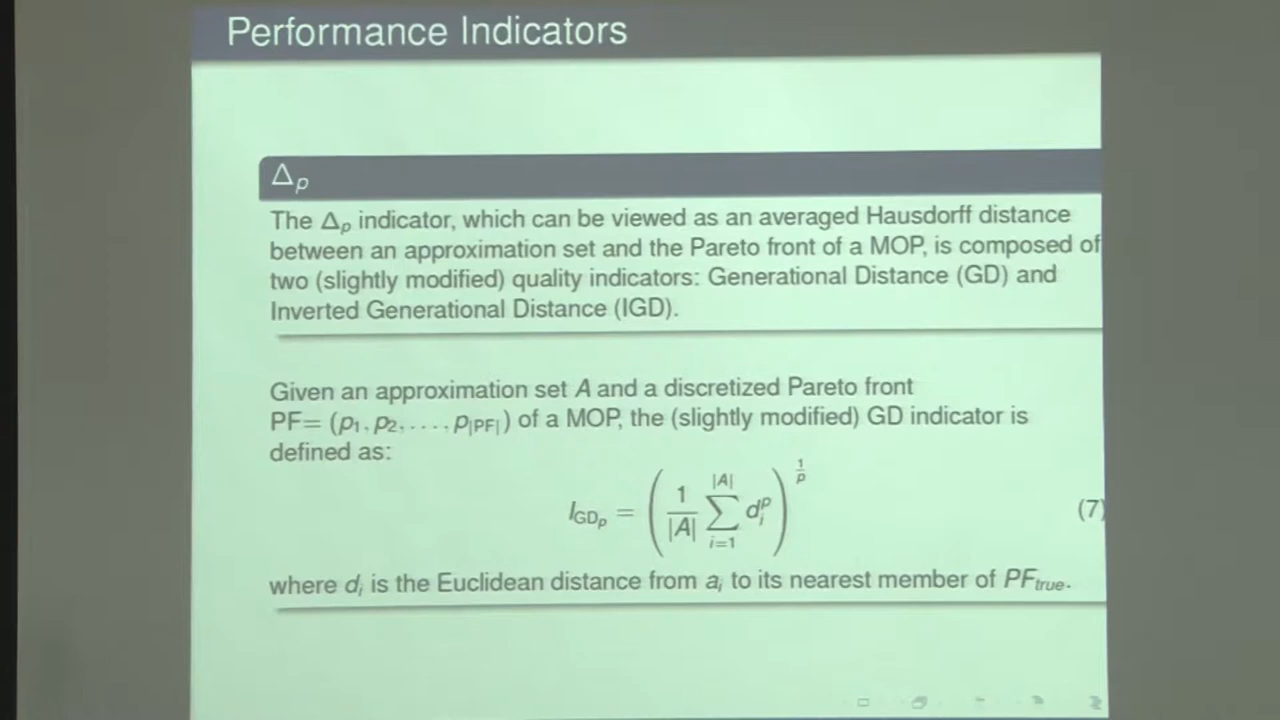 Performance Indicators
Δp
The Δp indicator, which can be viewed as an averaged Hausdorff distance
between an approximation set and the Pareto front of a MOP, is composed of
two (slightly modified) quality indicators: Generational Distance (GD) and
Inverted Generational Distance (IGD).
Given an approximation set A and a discretized Pareto front
PF= (p₁, p₂, . . . , p|PF|) of a MOP, the (slightly modified) GD indicator is
defined as:
I_GDp = ( 1/|A| ∑_{i=1}^{|A|} d_i^p )^{1/p} (7)
where dᵢ is the Euclidean distance from aᵢ to its nearest member of PFtrue.